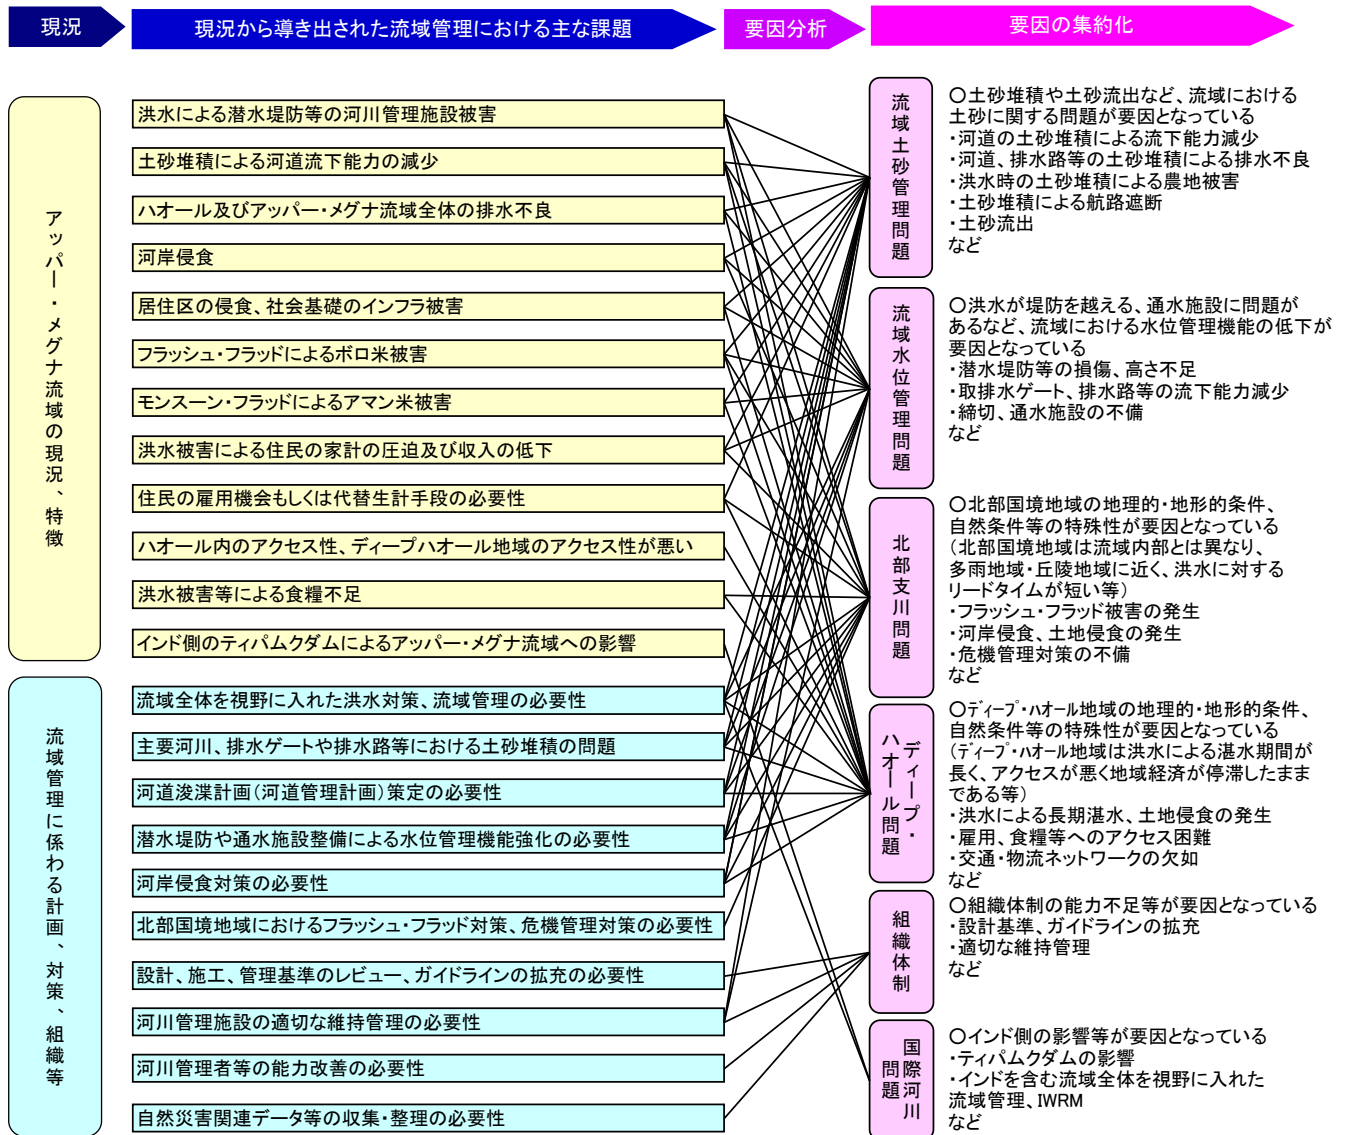 現況
現況から導き出された流域管理における主な課題
要因分析
要因の集約化
アッパー・メグナ流域の現況、特徴
洪水による潜水堤防等の河川管理施設被害
土砂堆積による河道流下能力の減少
ハオール及びアッパー・メグナ流域全体の排水不良
河岸侵食
居住区の侵食、社会基礎のインフラ被害
フラッシュ・フラッドによるボロ米被害
モンスーン・フラッドによるアマン米被害
洪水被害による住民の家計の圧迫及び収入の低下
住民の雇用機会もしくは代替生計手段の必要性
ハオール内のアクセス性、ディープハオール地域のアクセス性が悪い
洪水被害等による食糧不足
インド側のティパムクダムによるアッパー・メグナ流域への影響
流域管理に係わる計画、対策、組織等
流域全体を視野に入れた洪水対策、流域管理の必要性
主要河川、排水ゲートや排水路等における土砂堆積の問題
河道浚渫計画(河道管理計画)策定の必要性
潜水堤防や通水施設整備による水位管理機能強化の必要性
河岸侵食対策の必要性
北部国境地域におけるフラッシュ・フラッド対策、危機管理対策の必要性
設計、施工、管理基準のレビュー、ガイドラインの拡充の必要性
河川管理施設の適切な維持管理の必要性
河川管理者等の能力改善の必要性
自然災害関連データ等の収集・整理の必要性
流域土砂管理問題
〇土砂堆積や土砂流出など、流域における
土砂に関する問題が要因となっている
・河道の土砂堆積による流下能力減少
・河道、排水路等の土砂堆積による排水不良
・洪水時の土砂堆積による農地被害
・土砂堆積による航路遮断
・土砂流出
など
流域水位管理問題
〇洪水が堤防を越える、通水施設に問題が
あるなど、流域における水位管理機能の低下が
要因となっている
・潜水堤防等の損傷、高さ不足
・取排水ゲート、排水路等の流下能力減少
・締切、通水施設の不備
など
北部支川問題
〇北部国境地域の地理的・地形的条件、
自然条件等の特殊性が要因となっている
(北部国境地域は流域内部とは異なり、
多雨地域・丘陵地域に近く、洪水に対する
リードタイムが短い等)
・フラッシュ・フラッド被害の発生
・河岸侵食、土地侵食の発生
・危機管理対策の不備
など
ディープ・
ハオール問題
〇ディープ・ハオール地域の地理的・地形的条件、
自然条件等の特殊性が要因となっている
(ディープ・ハオール地域は洪水による湛水期間が
長く、アクセスが悪く地域経済が停滞したまま
である等)
・洪水による長期湛水、土地侵食の発生
・雇用、食糧等へのアクセス困難
・交通・物流ネットワークの欠如
など
組織体制
〇組織体制の能力不足等が要因となっている
・設計基準、ガイドラインの拡充
・適切な維持管理
など
国際河川
問題
〇インド側の影響等が要因となっている
・ティパムクダムの影響
・インドを含む流域全体を視野に入れた
流域管理、IWRM
など